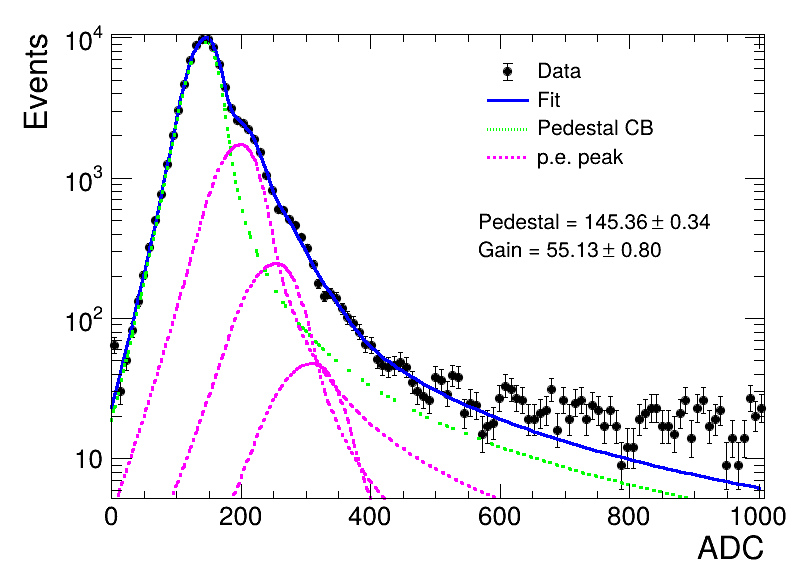 Events
10⁴
10³
10²
10
0
200
400
600
800
1000
ADC
Data
Fit
Pedestal CB
p.e. peak
Pedestal = 145.36 ± 0.34
Gain = 55.13 ± 0.80